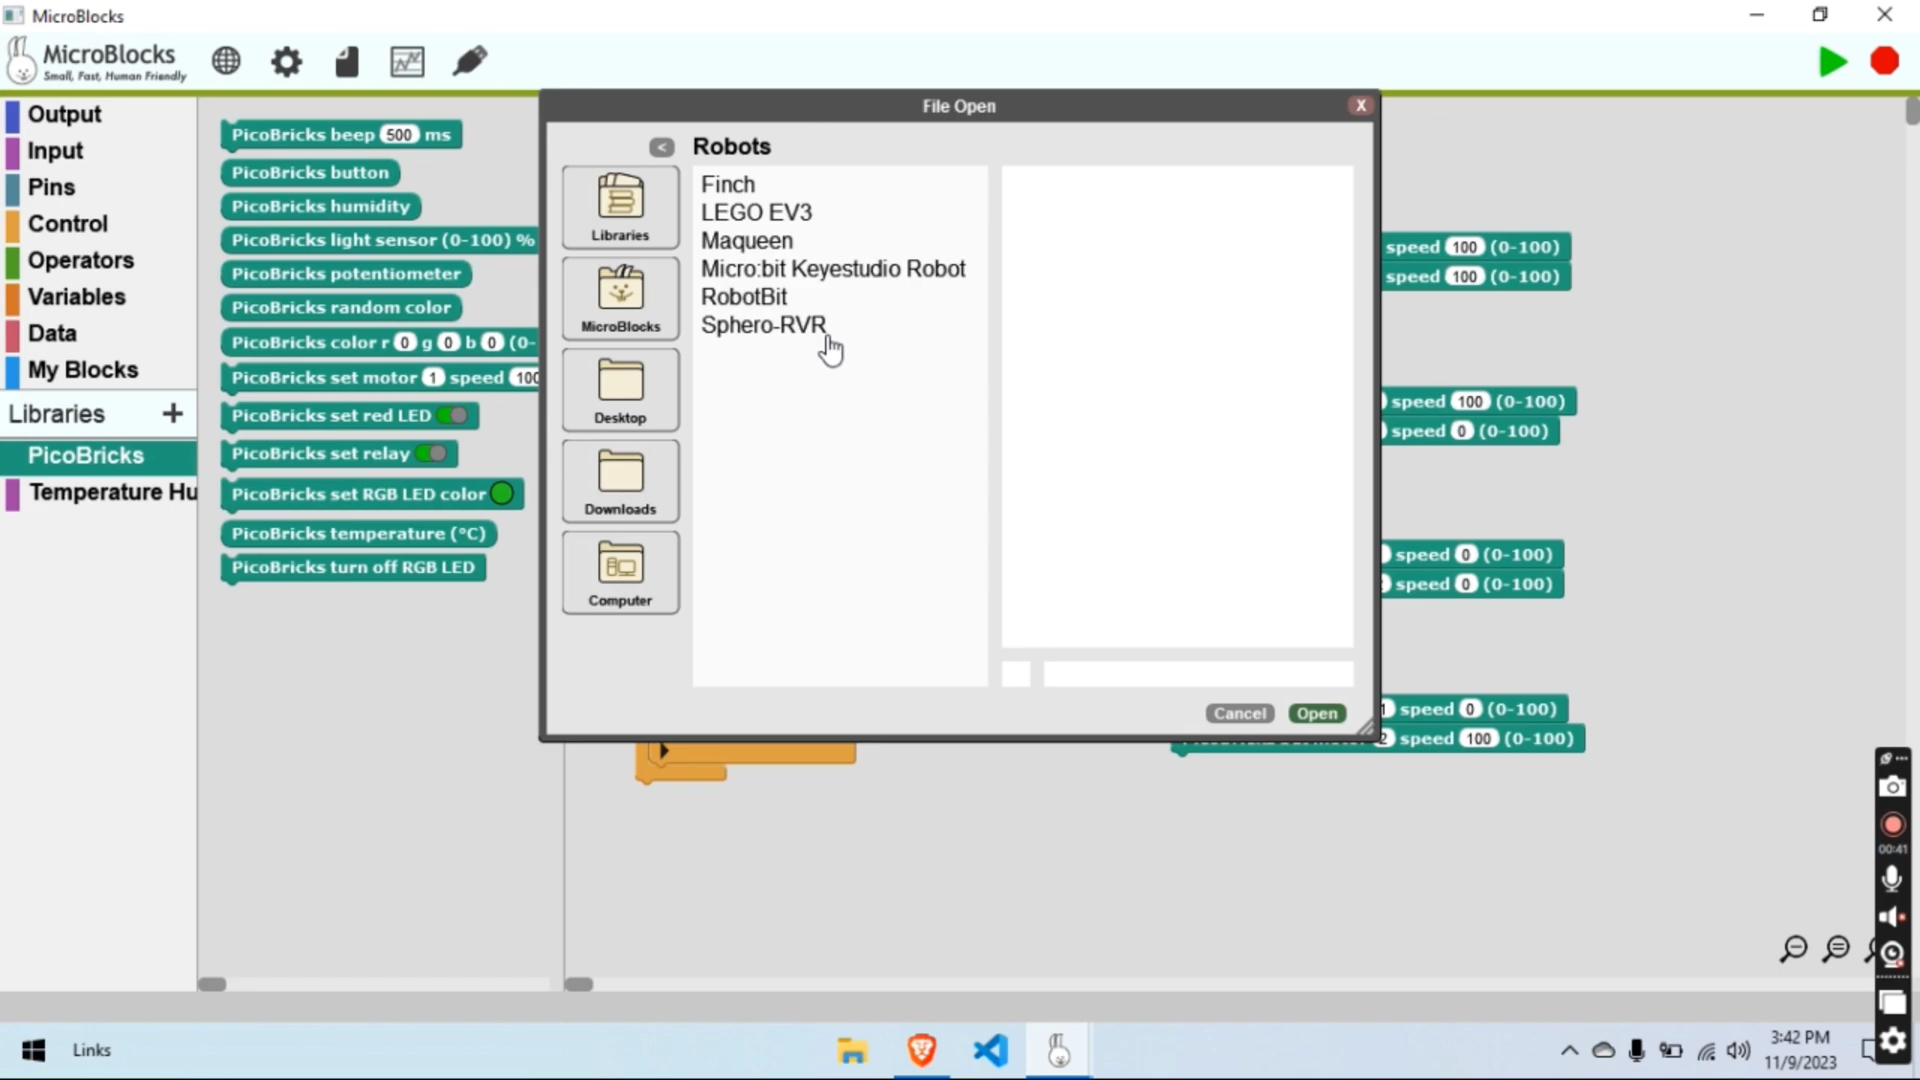 MicroBlocks
MicroBlocks
Small, Fast, Human Friendly
Output
Input
Pins
Control
Operators
Variables
Data
My Blocks
Libraries +
PicoBricks
Temperature Hu
PicoBricks beep 500 ms
PicoBricks button
PicoBricks humidity
PicoBricks light sensor (0-100) %
PicoBricks potentiometer
PicoBricks random color
PicoBricks color r 0 g 0 b 0 (0-
PicoBricks set motor 1 speed 100
PicoBricks set red LED
PicoBricks set relay
PicoBricks set RGB LED color
PicoBricks temperature (°C)
PicoBricks turn off RGB LED
File Open
X
<
Robots
Libraries
MicroBlocks
Desktop
Downloads
Computer
Finch
LEGO EV3
Maqueen
Micro:bit Keyestudio Robot
RobotBit
Sphero-RVR
Cancel
Open
speed 100 (0-100)
speed 100 (0-100)
speed 100 (0-100)
speed 0 (0-100)
speed 0 (0-100)
speed 0 (0-100)
1 speed 0 (0-100)
2 speed 100 (0-100)
00:41
Links
3:42 PM
11/9/2023